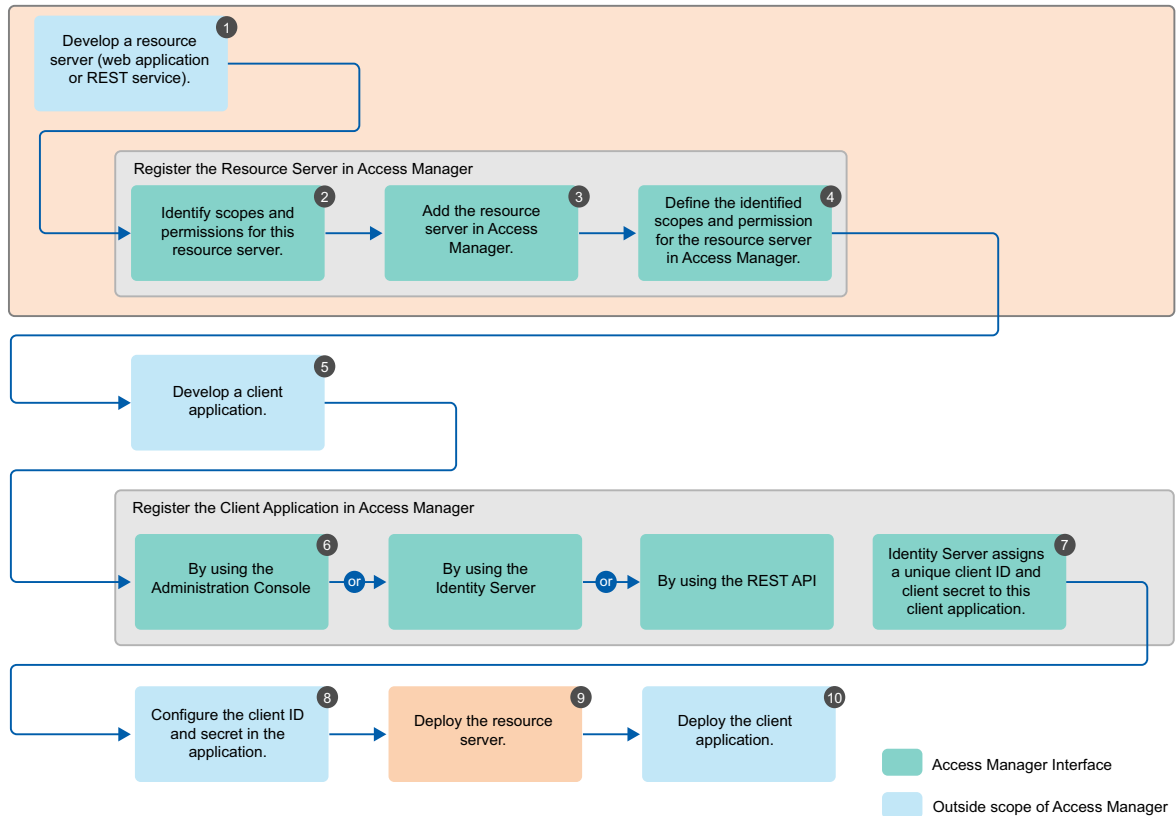 1
Develop a resource
server (web application
or REST service).
Register the Resource Server in Access Manager
2
Identify scopes and
permissions for this
resource server.
3
Add the resource
server in Access
Manager.
4
Define the identified
scopes and permission
for the resource server
in Access Manager.
5
Develop a client
application.
Register the Client Application in Access Manager
6
By using the
Administration Console
or
By using the
Identity Server
or
By using the REST API
7
Identity Server assigns
a unique client ID and
client secret to this
client application.
8
Configure the client ID
and secret in the
application.
9
Deploy the resource
server.
10
Deploy the client
application.
Access Manager Interface
Outside scope of Access Manager